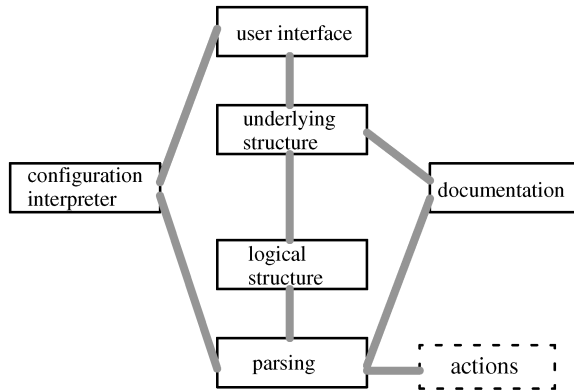 user interface
underlying
structure
configuration
interpreter
documentation
logical
structure
parsing
actions